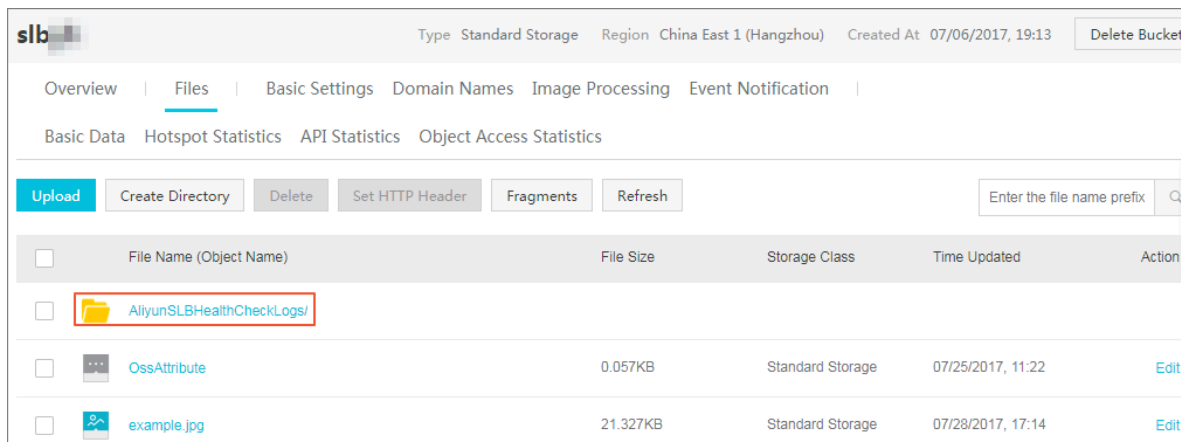 slb
Type Standard Storage Region China East 1 (Hangzhou) Created At 07/06/2017, 19:13 Delete Bucket
Overview Files Basic Settings Domain Names Image Processing Event Notification
Basic Data Hotspot Statistics API Statistics Object Access Statistics
Upload Create Directory Delete Set HTTP Header Fragments Refresh Enter the file name prefix
File Name (Object Name) File Size Storage Class Time Updated Action
AliyunSLBHealthCheckLogs/
OssAttribute 0.057KB Standard Storage 07/25/2017, 11:22 Edit
example.jpg 21.327KB Standard Storage 07/28/2017, 17:14 Edit